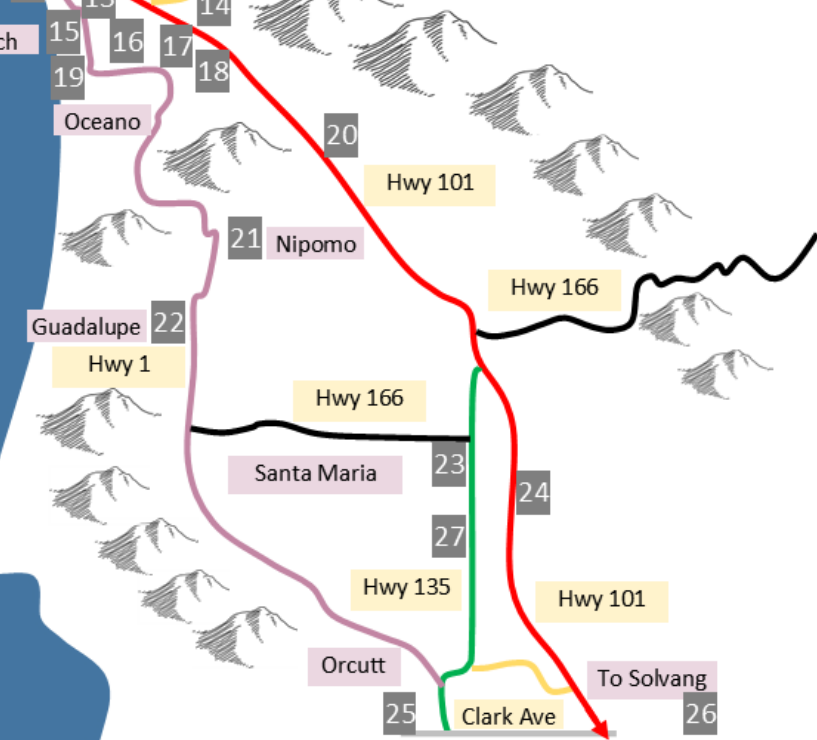 14
15
ch
16
17
18
19
Oceano
20
Hwy 101
21
Nipomo
Hwy 166
Guadalupe
22
Hwy 1
Hwy 166
Santa Maria
23
24
27
Hwy 135
Hwy 101
Orcutt
To Solvang
25
Clark Ave
26